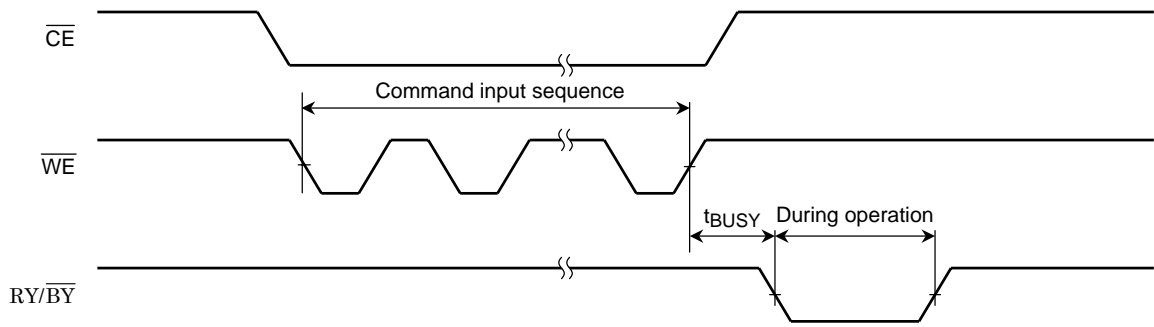 CE
Command input sequence
WE
tBUSY
During operation
RY/BY